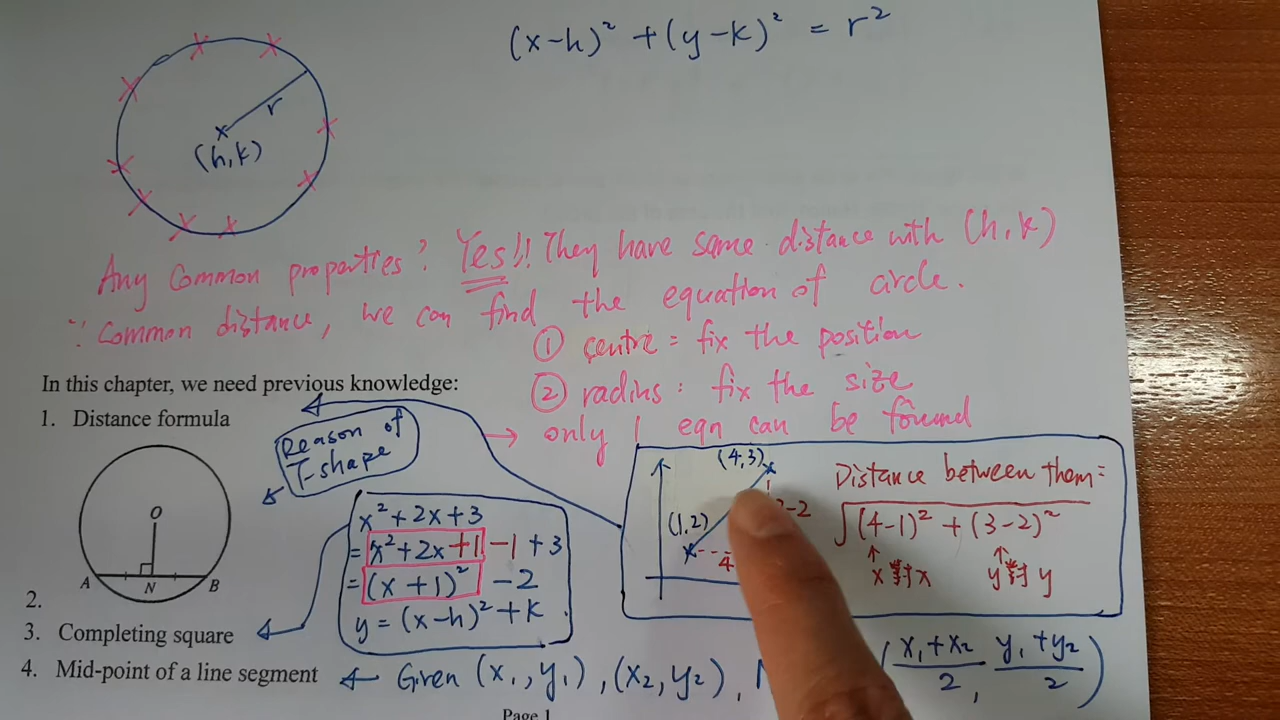 (x-h)² + (y-k)² = r²
r
(h,k)
Any common properties? Yes!! They have same distance with (h,k)
∵ common distance, we can find the equation of circle.
① centre = fix the position
② radius : fix the size
→ only 1 eqn can be found
In this chapter, we need previous knowledge:
1. Distance formula
Reason of
T-shape
O
A N B
2.
3. Completing square
x²+2x+3
= x²+2x+1-1+3
= (x+1)² -2
y = (x-h)²+k
(4,3)
(1,2)
-2
4
Distance between them=
√(4-1)² + (3-2)²
x對x y對y
4. Mid-point of a line segment ← Given (x₁,y₁), (x₂,y₂), (x₁+x₂/2, y₁+y₂/2)
Page 1